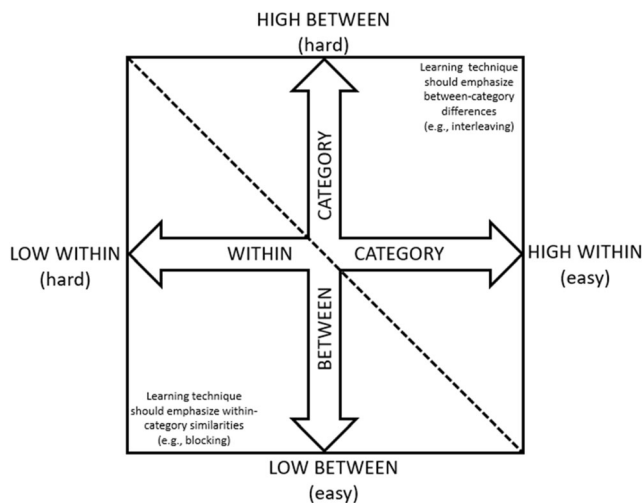 HIGH BETWEEN
(hard)
Learning technique
should emphasize
between-category
differences
(e.g., interleaving)
CATEGORY
LOW WITHIN
(hard)
WITHIN
CATEGORY
HIGH WITHIN
(easy)
BETWEEN
Learning technique
should emphasize within-
category similarities
(e.g., blocking)
LOW BETWEEN
(easy)